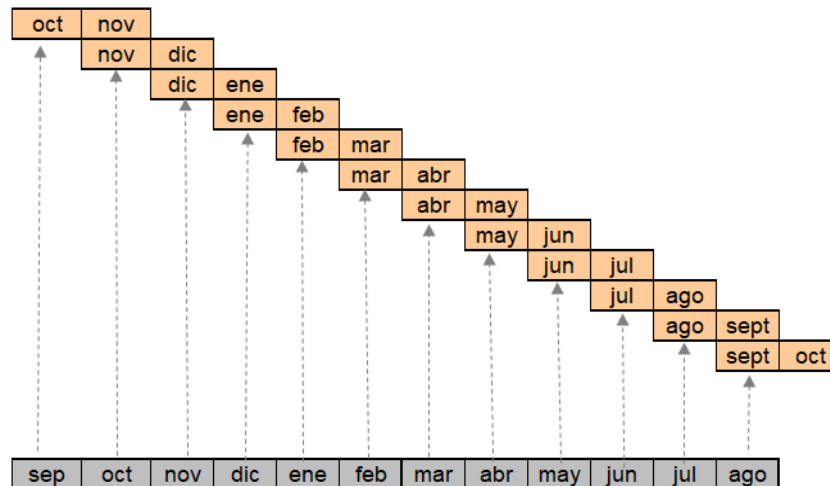 oct nov
nov dic
dic ene
ene feb
feb mar
mar abr
abr may
may jun
jun jul
jul ago
ago sept
sept oct
sep oct nov dic ene feb mar abr may jun jul ago